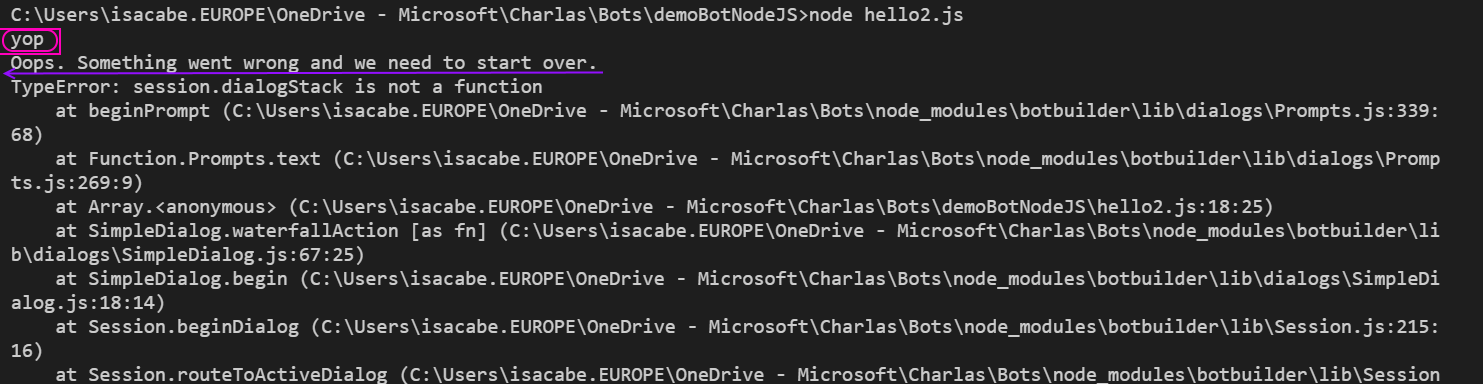 C:\Users\isacabe.EUROPE\OneDrive - Microsoft\Charlas\Bots\demoBotNodeJS>node hello2.js
yop
Oops. Something went wrong and we need to start over.
TypeError: session.dialogStack is not a function
    at beginPrompt (C:\Users\isacabe.EUROPE\OneDrive - Microsoft\Charlas\Bots\node_modules\botbuilder\lib\dialogs\Prompts.js:339:
68)
    at Function.Prompts.text (C:\Users\isacabe.EUROPE\OneDrive - Microsoft\Charlas\Bots\node_modules\botbuilder\lib\dialogs\Promp
ts.js:269:9)
    at Array.<anonymous> (C:\Users\isacabe.EUROPE\OneDrive - Microsoft\Charlas\Bots\demoBotNodeJS\hello2.js:18:25)
    at SimpleDialog.waterfallAction [as fn] (C:\Users\isacabe.EUROPE\OneDrive - Microsoft\Charlas\Bots\node_modules\botbuilder\li
b\dialogs\SimpleDialog.js:67:25)
    at SimpleDialog.begin (C:\Users\isacabe.EUROPE\OneDrive - Microsoft\Charlas\Bots\node_modules\botbuilder\lib\dialogs\SimpleDi
alog.js:18:14)
    at Session.beginDialog (C:\Users\isacabe.EUROPE\OneDrive - Microsoft\Charlas\Bots\node_modules\botbuilder\lib\Session.js:215:
16)
    at Session.routeToActiveDialog (C:\Users\isacabe.EUROPE\OneDrive - Microsoft\Charlas\Bots\node_modules\botbuilder\lib\Session